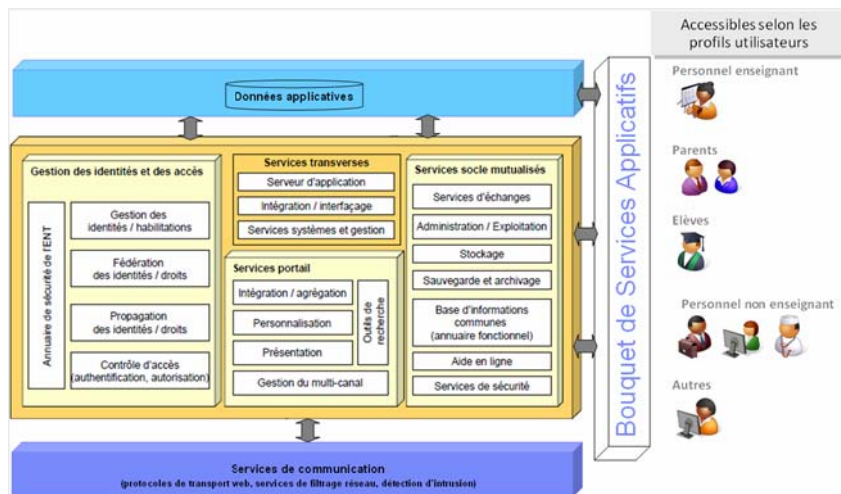 Accessibles selon les
profils utilisateurs
Données applicatives
Gestion des identités et des accès
Annuaire de sécurité de l'ENT
Gestion des
identités / habilitations
Fédération
des identités / droits
Propagation
des identités / droits
Contrôle d'accès
(authentification, autorisation)
Services transverses
Serveur d'application
Intégration / interfaçage
Services systèmes et gestion
Services portail
Intégration / agrégation
Personnalisation
Présentation
Outils de
recherche
Gestion du multi-canal
Services socle mutualisés
Services d'échanges
Administration / Exploitation
Stockage
Sauvegarde et archivage
Base d'informations
communes
(annuaire fonctionnel)
Aide en ligne
Services de sécurité
Services de communication
(protocoles de transport web, services de filtrage réseau, détection d'intrusion)
Bouquet de Services Applicatifs
Personnel enseignant
Parents
Elèves
Personnel non enseignant
Autres